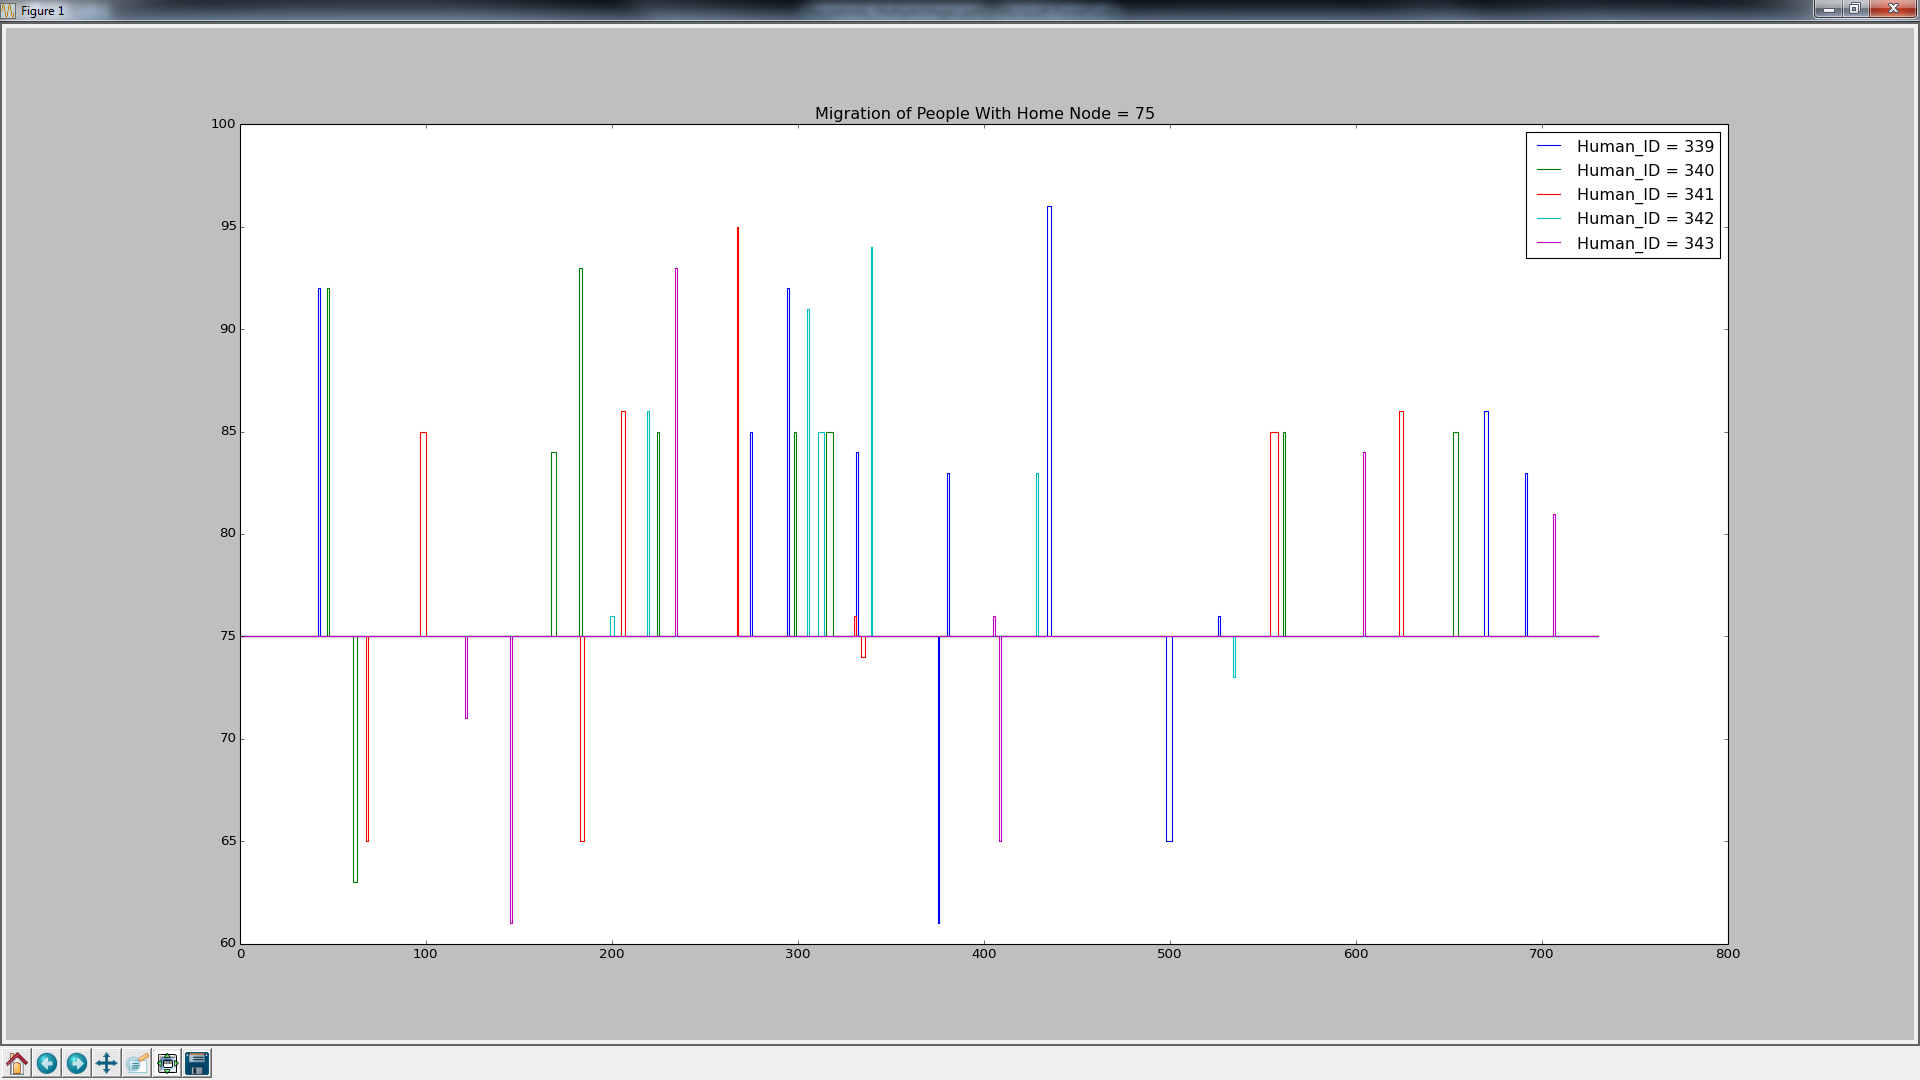 Figure 1
Migration of People With Home Node = 75
100
95
90
85
80
75
70
65
60
0 100 200 300 400 500 600 700 800
Human_ID = 339
Human_ID = 340
Human_ID = 341
Human_ID = 342
Human_ID = 343